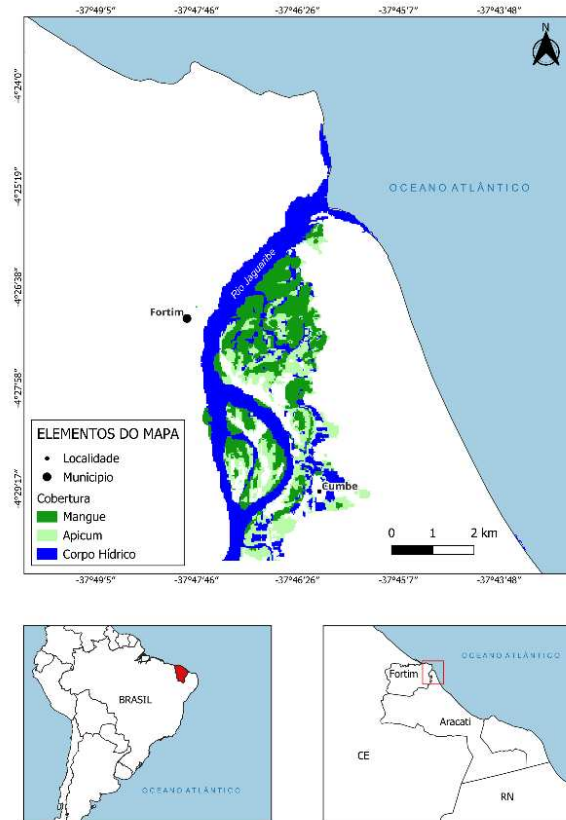 -37°49'5"
-37°47'46"
-37°46'26"
-37°45'7"
-37°43'48"
N
-4°24'0"
-4°25'19"
-4°26'38"
-4°27'58"
-4°29'17"
OCEANO ATLÂNTICO
Rio Jaguaribe
Fortim
ELEMENTOS DO MAPA
Localidade
Municipio
Cobertura
Mangue
Apicum
Corpo Hídrico
Cumbe
0 1 2 km
-37°49'5"
-37°47'46"
-37°46'26"
-37°45'7"
-37°43'48"
BRASIL
OCEANO ATLÂNTICO
OCEANO ATLÂNTICO
Fortim
Aracati
CE
RN